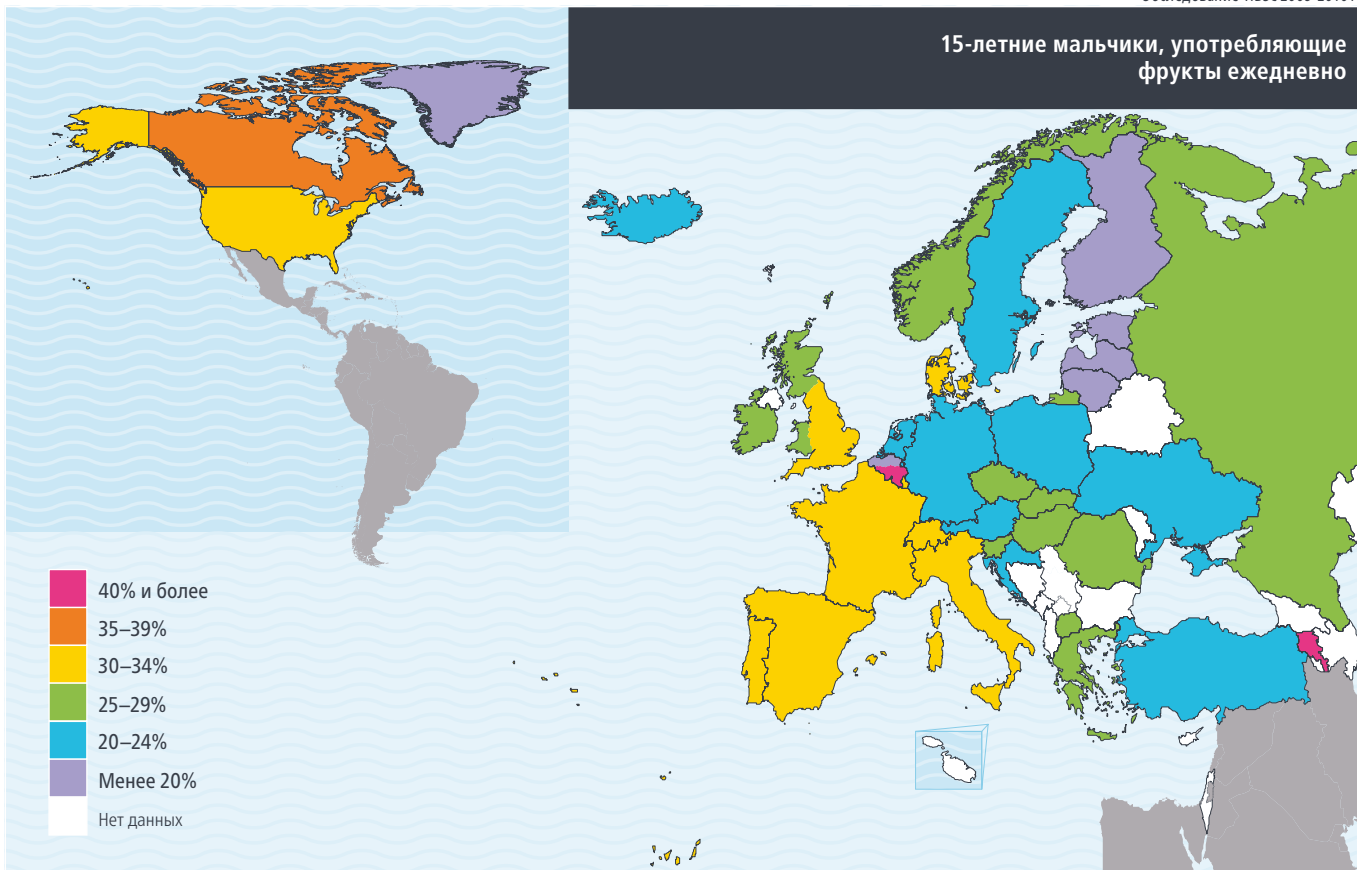 15-летние мальчики, употребляющие
фрукты ежедневно
40% и более
35–39%
30–34%
25–29%
20–24%
Менее 20%
Нет данных